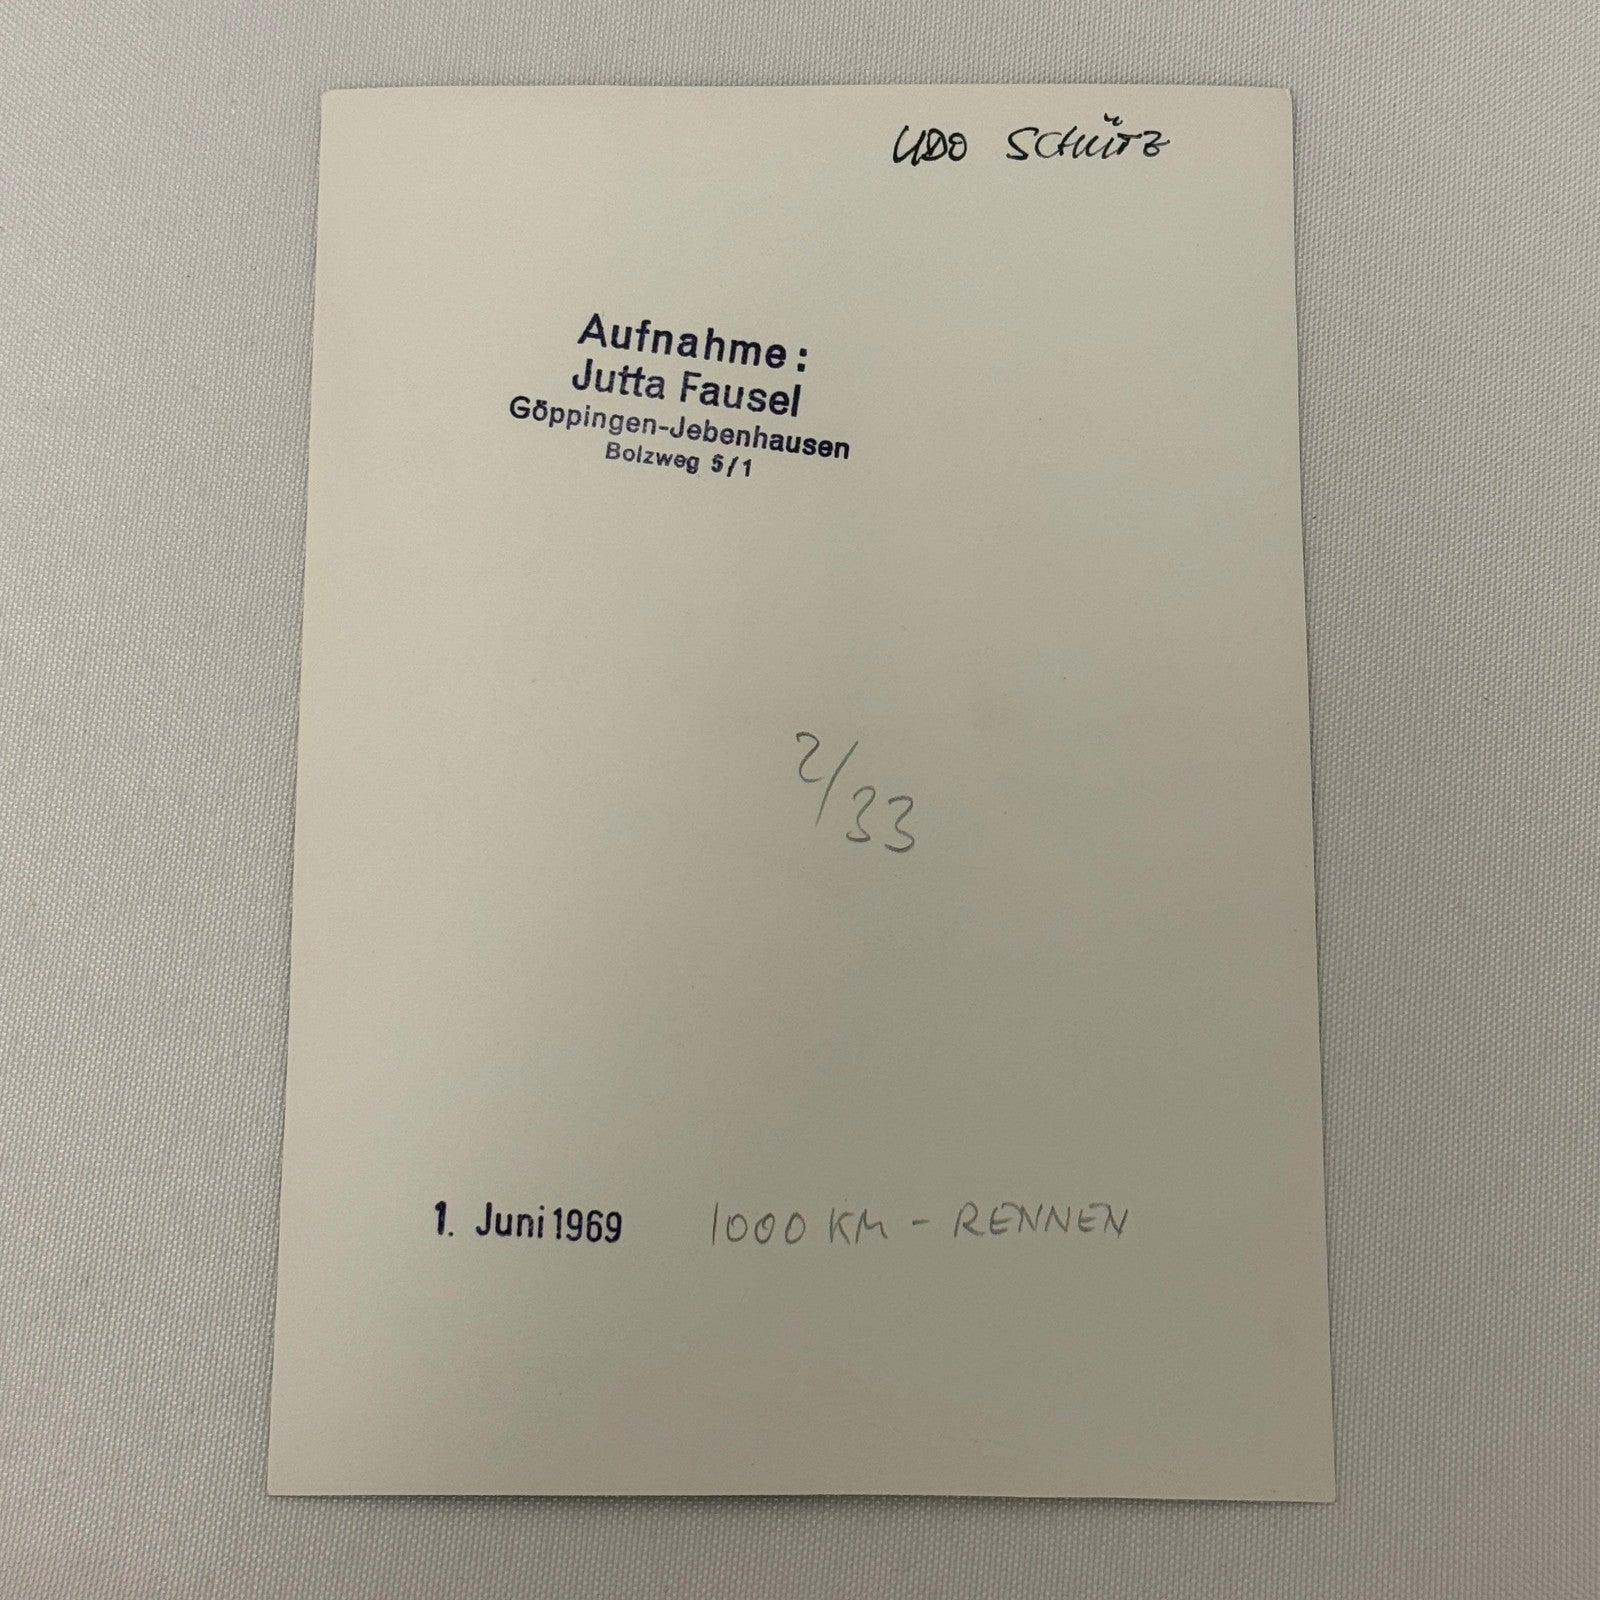 UDO SCHÜTZ
Aufnahme:
Jutta Fausel
Göppingen-Jebenhausen
Bolzweg 5/1
2/33
1. Juni 1969 1000 KM - RENNEN